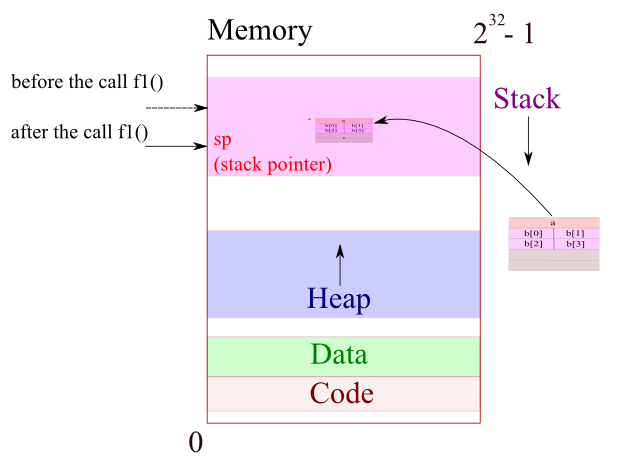 Memory
2^32 - 1
before the call f1()
after the call f1()
Stack
sp
(stack pointer)
a
b[0] b[1]
b[2] b[3]
a
b[0] b[1]
b[2] b[3]
Heap
Data
Code
0